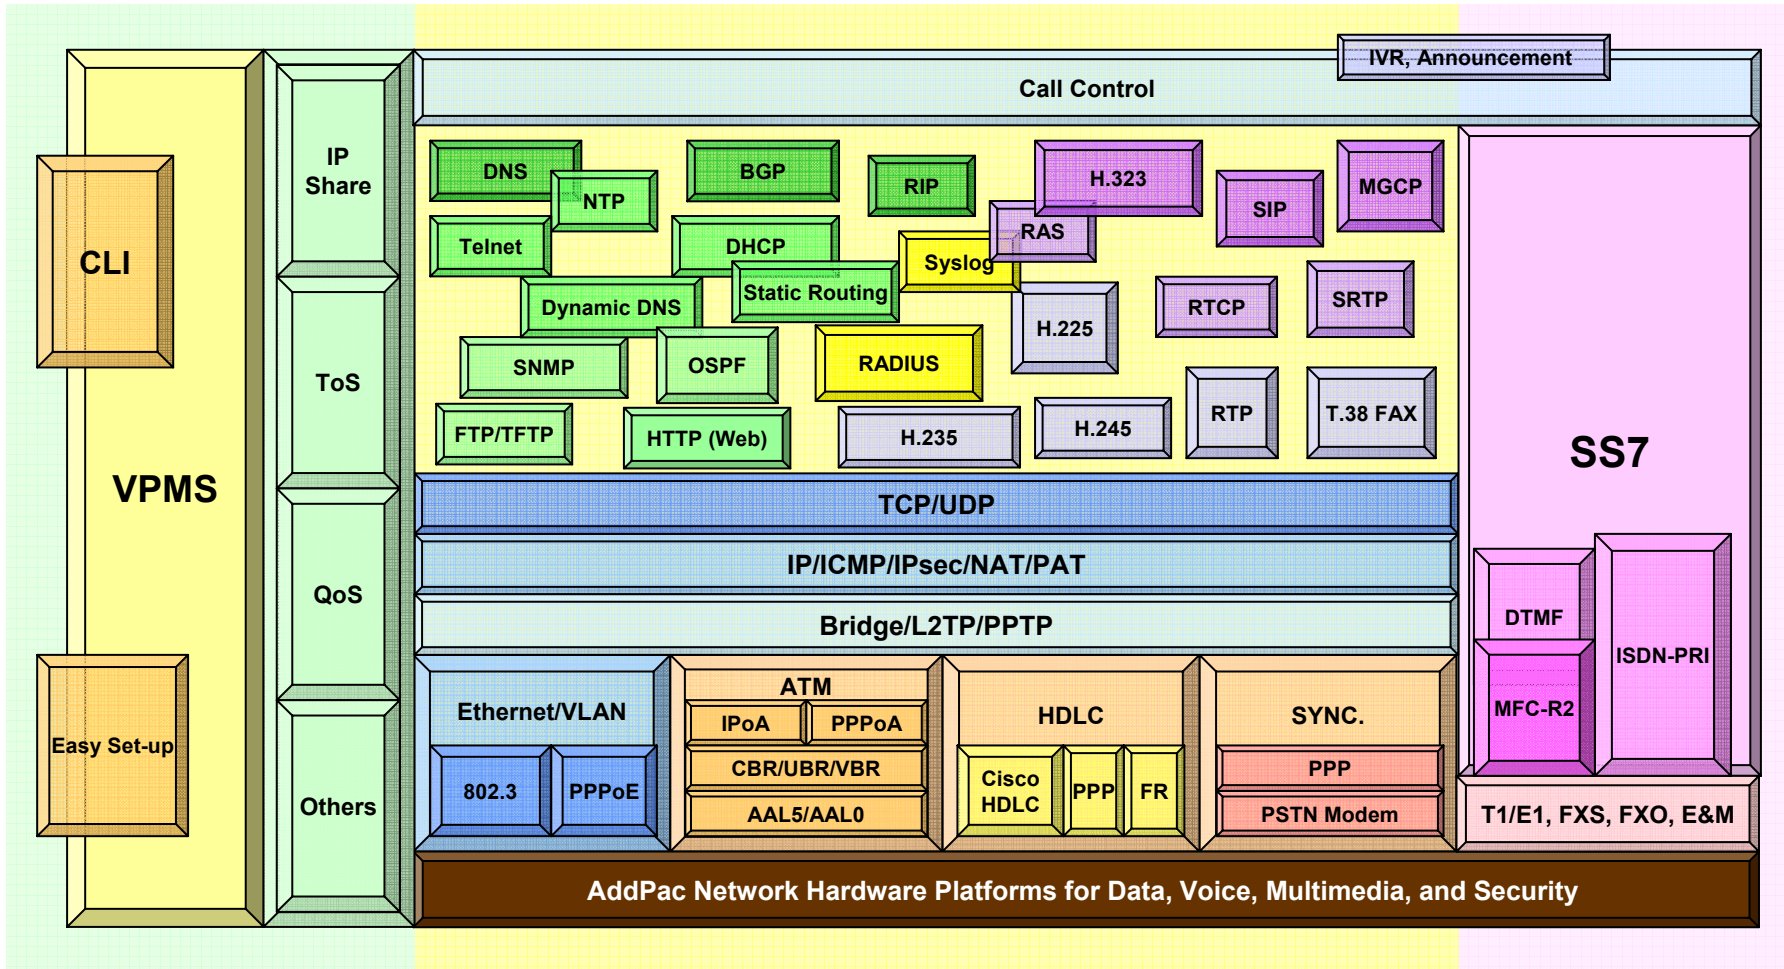 IVR, Announcement
Call Control
IP
Share
ToS
QoS
Others
CLI
VPMS
Easy Set-up
DNS
NTP
BGP
RIP
H.323
SIP
MGCP
Telnet
DHCP
Syslog
RAS
Dynamic DNS
Static Routing
H.225
RTCP
SRTP
SNMP
OSPF
RADIUS
RTP
T.38 FAX
FTP/TFTP
HTTP (Web)
H.235
H.245
SS7
TCP/UDP
IP/ICMP/IPsec/NAT/PAT
Bridge/L2TP/PPTP
DTMF
MFC-R2
ISDN-PRI
Ethernet/VLAN
802.3
PPPoE
ATM
IPoA
PPPoA
CBR/UBR/VBR
AAL5/AAL0
HDLC
Cisco
HDLC
PPP
FR
SYNC.
PPP
PSTN Modem
T1/E1, FXS, FXO, E&M
AddPac Network Hardware Platforms for Data, Voice, Multimedia, and Security